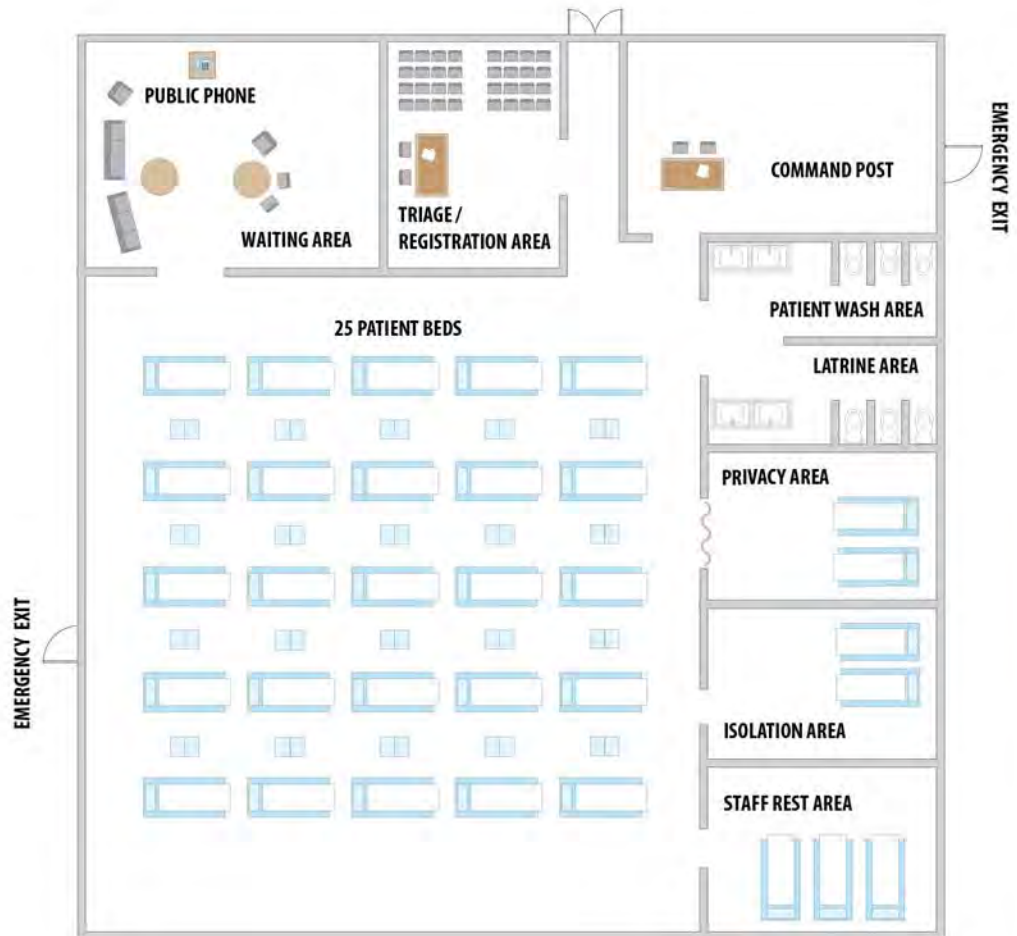 PUBLIC PHONE
WAITING AREA
TRIAGE /
REGISTRATION AREA
COMMAND POST
EMERGENCY EXIT
PATIENT WASH AREA
25 PATIENT BEDS
LATRINE AREA
PRIVACY AREA
EMERGENCY EXIT
ISOLATION AREA
STAFF REST AREA